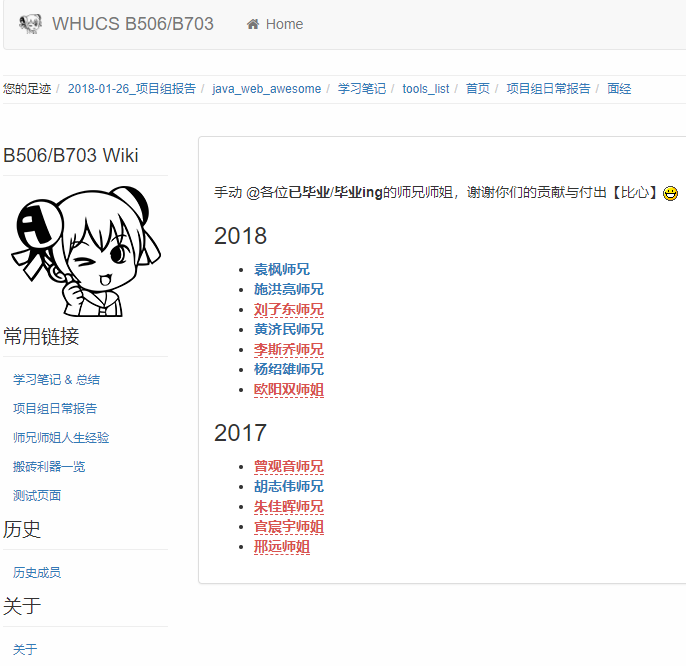 WHUCS B506/B703 Home
您的足迹 / 2018-01-26_项目组报告 / java_web_awesome / 学习笔记 / tools_list / 首页 / 项目组日常报告 / 面经
B506/B703 Wiki
常用链接
学习笔记 & 总结
项目组日常报告
师兄师姐人生经验
搬砖利器一览
测试页面
历史
历史成员
关于
关于
手动 @各位已毕业/毕业ing的师兄师姐，谢谢你们的贡献与付出【比心】😄
2018
袁枫师兄
施洪亮师兄
刘子东师兄
黄济民师兄
李斯乔师兄
杨绍雄师兄
欧阳双师姐
2017
曾观音师兄
胡志伟师兄
朱佳晖师兄
官宸宇师姐
邢远师姐